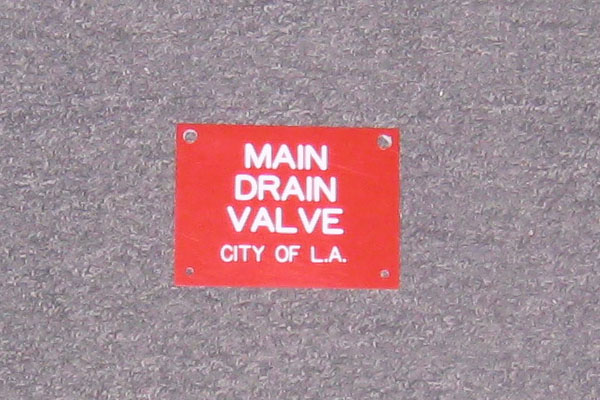 MAIN
DRAIN
VALVE
CITY OF L.A.